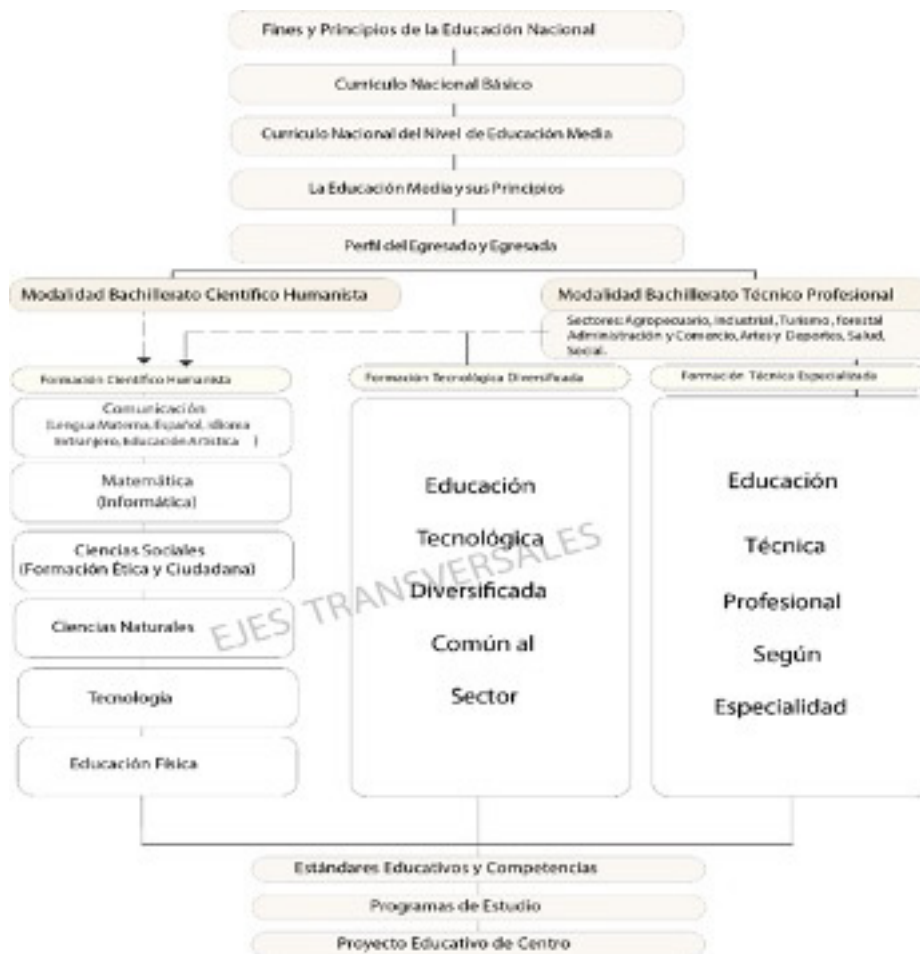 Fines y Principios de la Educación Nacional
Currículo Nacional Básico
Currículo Nacional del Nivel de Educación Media
La Educación Media y sus Principios
Perfil del Egresado y Egresada
Modalidad Bachillerato Científico Humanista
Modalidad Bachillerato Técnico Profesional
Sectores: Agropecuario, Industrial, Turismo, forestal
Administración y Comercio, Artes y Deportes, Salud,
Social.
Formación Científico Humanista
Comunicación
(Lengua Materna, Español, Idioma
Extranjero, Educación Artística )
Matemática
(Informática)
Ciencias Sociales
(Formación Ética y Ciudadana)
Ciencias Naturales
Tecnología
Educación Física
Formación Tecnológica Diversificada
Educación
Tecnológica
Diversificada
Común al
Sector
Formación Técnica Especializada
Educación
Técnica
Profesional
Según
Especialidad
EJES TRANSVERSALES
Estándares Educativos y Competencias
Programas de Estudio
Proyecto Educativo de Centro